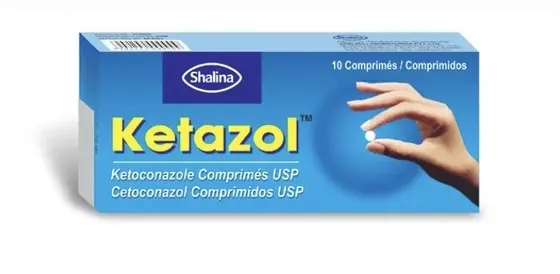 Shalina
10 Comprimés / Comprimidos
Ketazol™
Ketoconazole Comprimés USP
Cetoconazol Comprimidos USP